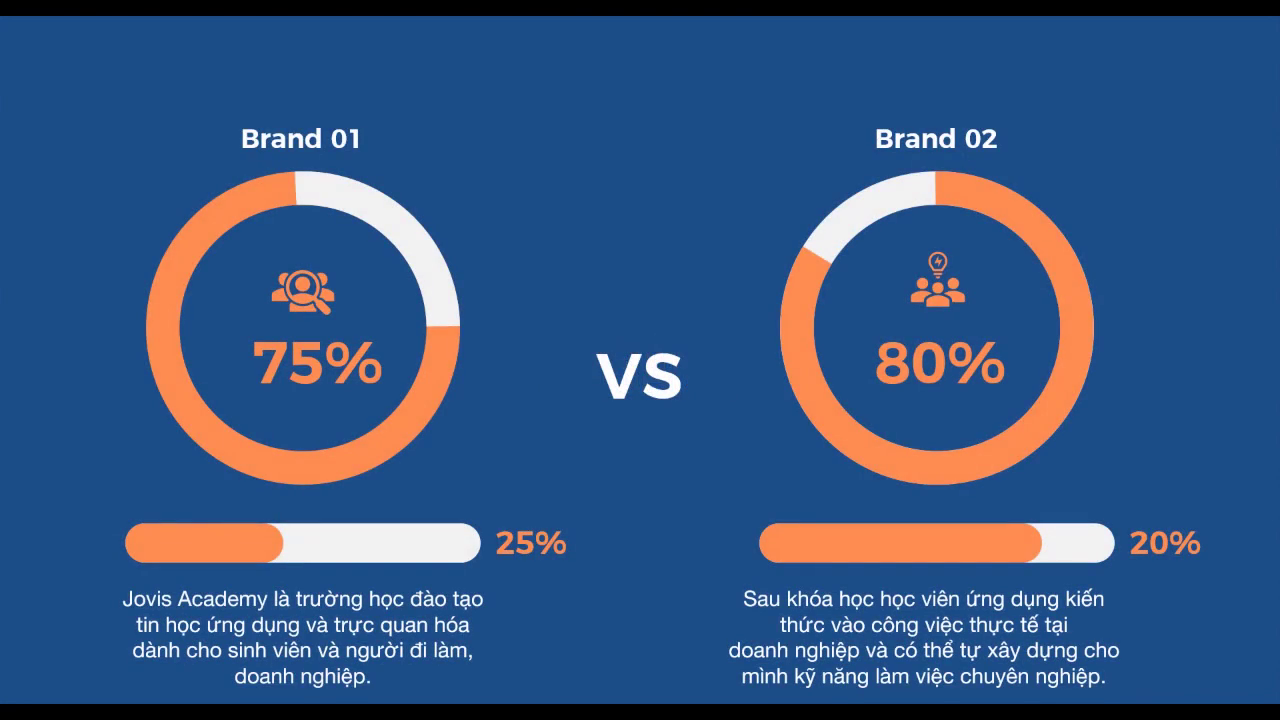 Brand 01
75%
25%
Jovis Academy là trường học đào tạo
tin học ứng dụng và trực quan hóa
dành cho sinh viên và người đi làm,
doanh nghiệp.
VS
Brand 02
80%
20%
Sau khóa học học viên ứng dụng kiến
thức vào công việc thực tế tại
doanh nghiệp và có thể tự xây dựng cho
mình kỹ năng làm việc chuyên nghiệp.